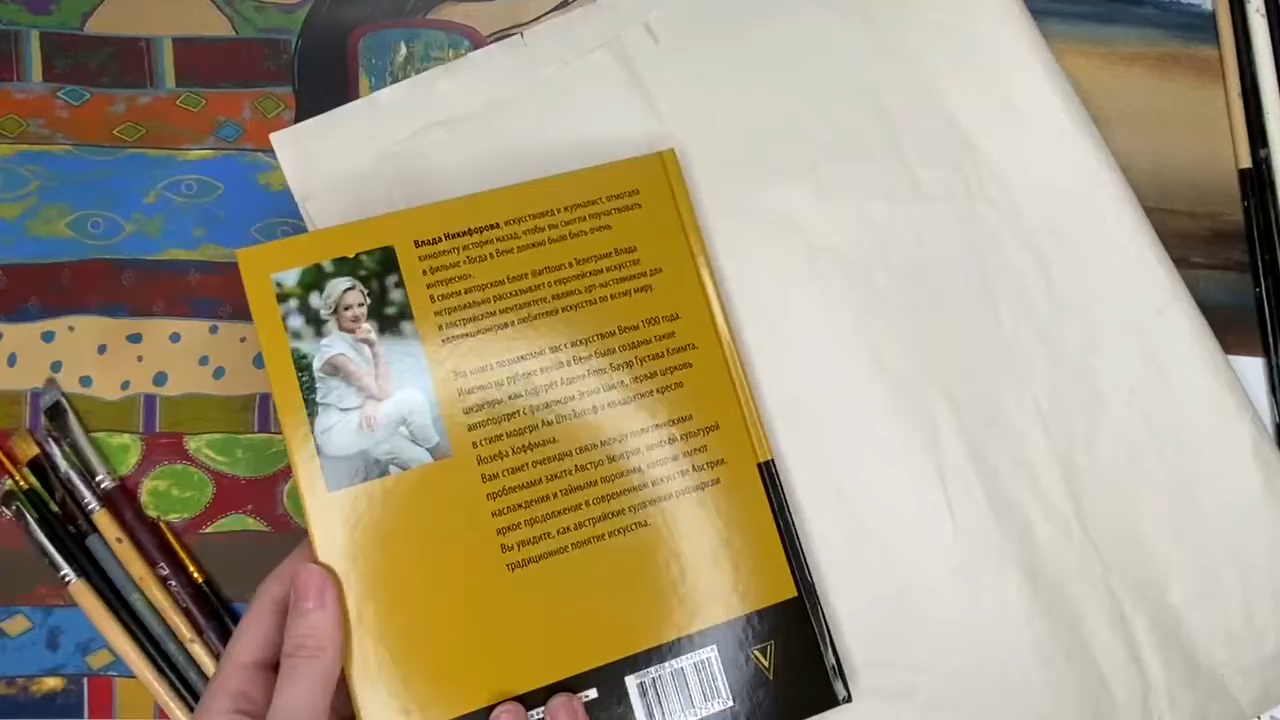 Влада Никифорова, искусствовед и журналист, отмотала
киноленту истории назад, чтобы вы смогли поучаствовать
в фильме «Тогда в Вене должно было быть очень
интересно».
В своем авторском блоге @arttours в Телеграме Влада
нетривиально рассказывает о европейском искусстве
и австрийском менталитете, являясь арт-наставником для
коллекционеров и любителей искусства по всему миру.
Эта книга познакомит вас с искусством Вены 1900 года.
Именно на рубеже веков в Вене были созданы такие
шедевры, как портрет Адели Блох-Бауэр Густава Климта,
автопортрет с физалисом Эгона Шиле, первая церковь
в стиле модерн Ам Штайнхоф и квадратное кресло
Йозефа Хоффмана.
Вам станет очевидна связь между политическими
проблемами заката Австро-Венгрии, венской культурой
наслаждения и тайными пороками, которые имеют
яркое продолжение в современном искусстве Австрии.
Вы увидите, как австрийские художники расширили
традиционное понятие искусства.
V